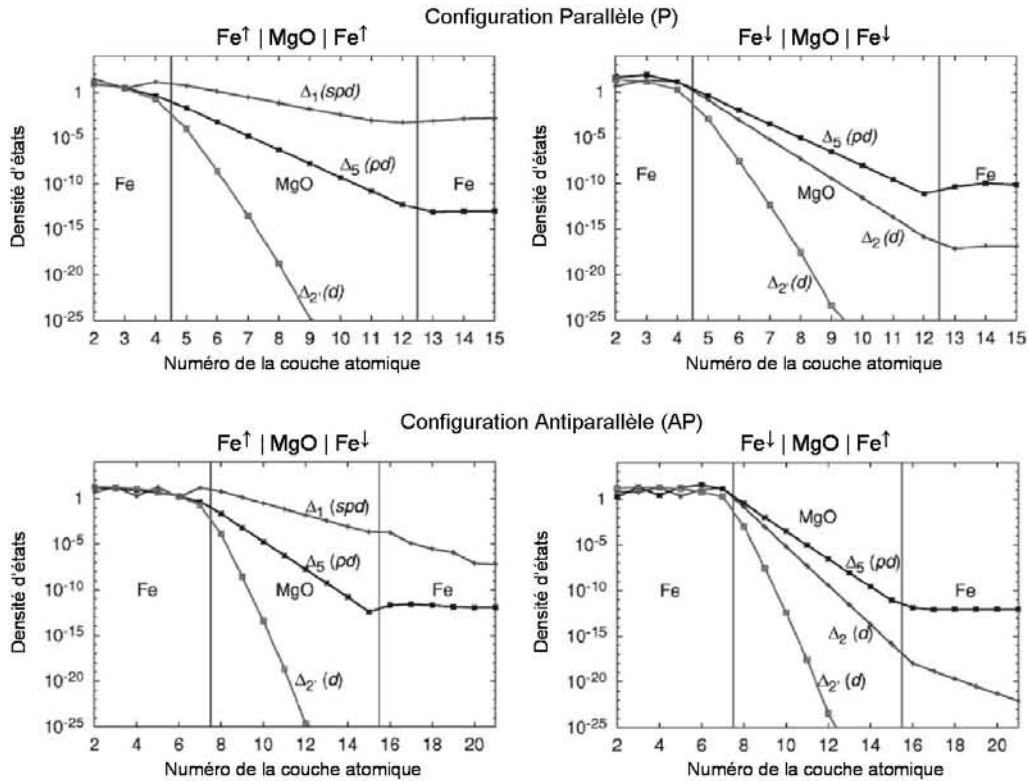 Configuration Parallèle (P)
Fe↑ | MgO | Fe↑
Densité d'états
1
10-5
10-10
10-15
10-20
10-25
Δ1 (spd)
Δ5 (pd)
Δ2' (d)
Fe
MgO
Fe
2 3 4 5 6 7 8 9 10 11 12 13 14 15
Numéro de la couche atomique
Fe↓ | MgO | Fe↓
Densité d'états
1
10-5
10-10
10-15
10-20
10-25
Δ5 (pd)
Fe
MgO
Fe
Δ2 (d)
Δ2' (d)
2 3 4 5 6 7 8 9 10 11 12 13 14 15
Numéro de la couche atomique
Configuration Antiparallèle (AP)
Fe↑ | MgO | Fe↓
Densité d'états
1
10-5
10-10
10-15
10-20
10-25
Δ1 (spd)
Δ5 (pd)
Fe
MgO
Fe
Δ2' (d)
2 4 6 8 10 12 14 16 18 20
Numéro de la couche atomique
Fe↓ | MgO | Fe↑
Densité d'états
1
10-5
10-10
10-15
10-20
10-25
MgO
Δ5 (pd)
Fe
Fe
Δ2 (d)
Δ2' (d)
2 4 6 8 10 12 14 16 18 20
Numéro de la couche atomique